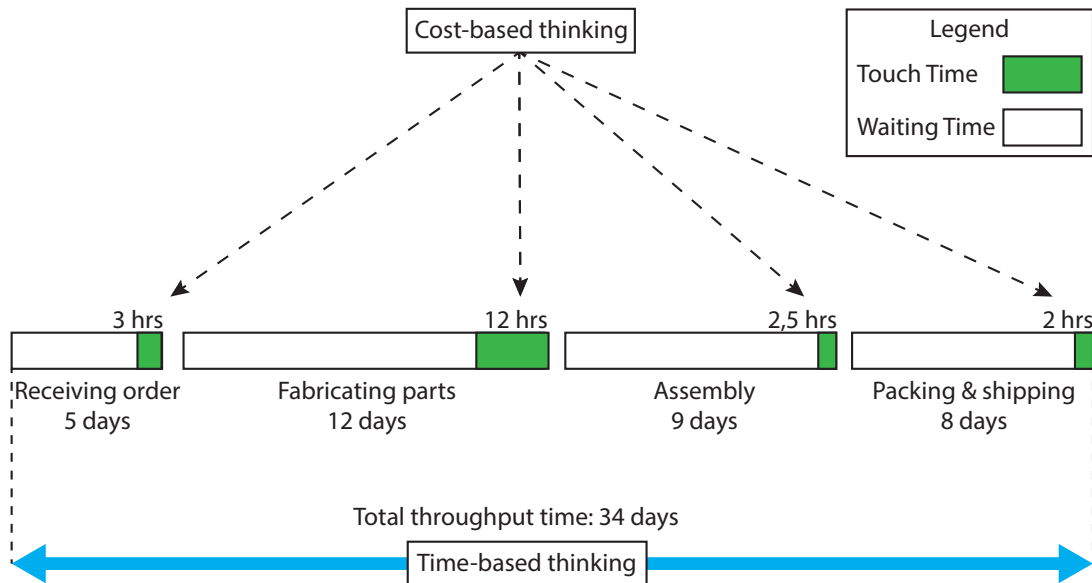 Cost-based thinking
Legend
Touch Time
Waiting Time
3 hrs
12 hrs
2,5 hrs
2 hrs
Receiving order
5 days
Fabricating parts
12 days
Assembly
9 days
Packing & shipping
8 days
Total throughput time: 34 days
Time-based thinking